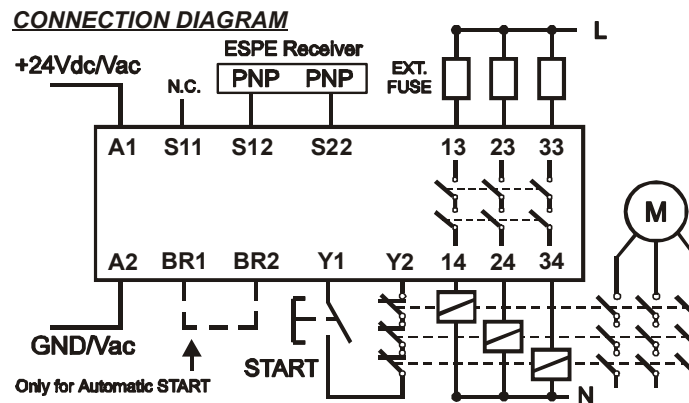 CONNECTION DIAGRAM
L
ESPE Receiver
+24Vdc/Vac
N.C.
PNP PNP
EXT.
FUSE
A1 S11 S12 S22 13 23 33
M
A2 BR1 BR2 Y1 Y2 14 24 34
GND/Vac
START
Only for Automatic START
N